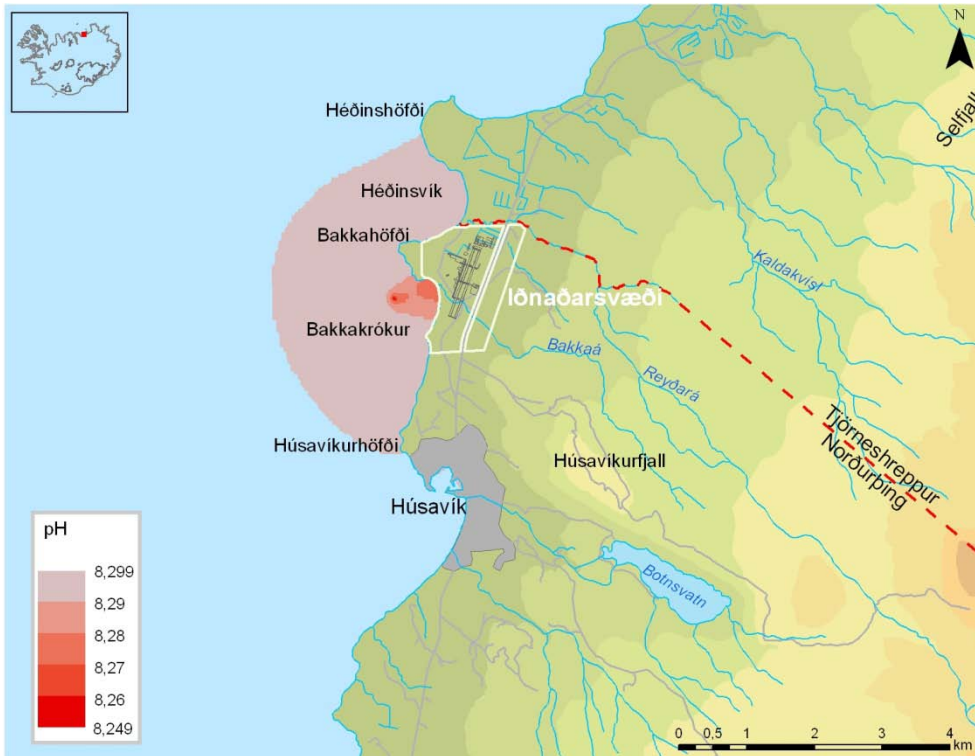 N
Selfjall
Héðinshöfði
Héðinsvík
Bakkahöfði
Iðnaðarsvæði
Kaldakvísl
Bakkakrókur
Bakkaá
Reyðará
Tjörneshreppur
Norðurþing
Húsavíkurhöfði
Húsavíkurfjall
Húsavík
Botnsvatn
pH
8,299
8,29
8,28
8,27
8,26
8,249
0 0,5 1 2 3 4
km